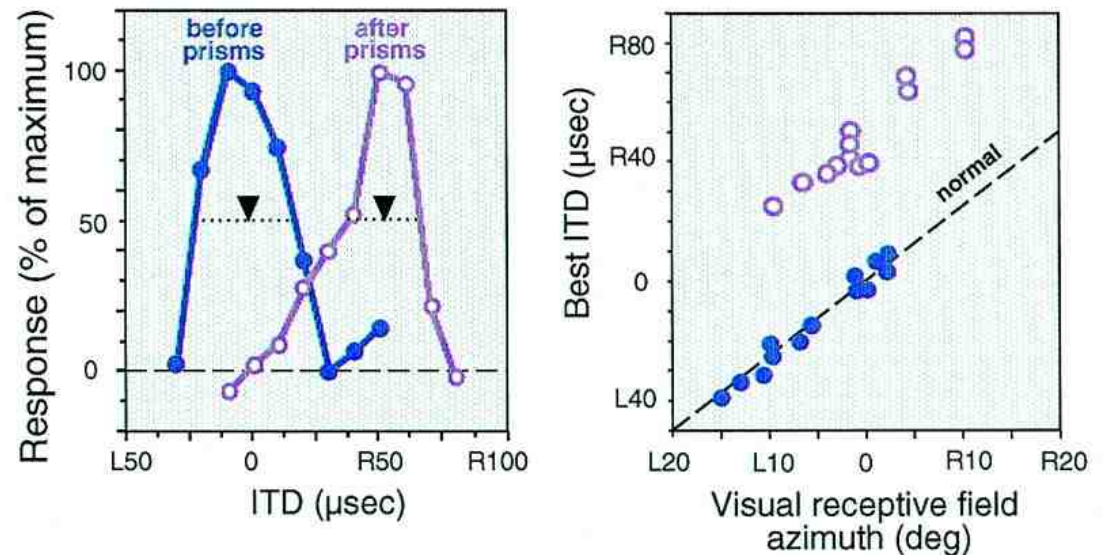 before
prisms
after
prisms
Response (% of maximum)
100
50
0
L50
0
R50
R100
ITD (µsec)
normal
Best ITD (µsec)
R80
R40
0
L40
L20
L10
0
R10
R20
Visual receptive field
azimuth (deg)